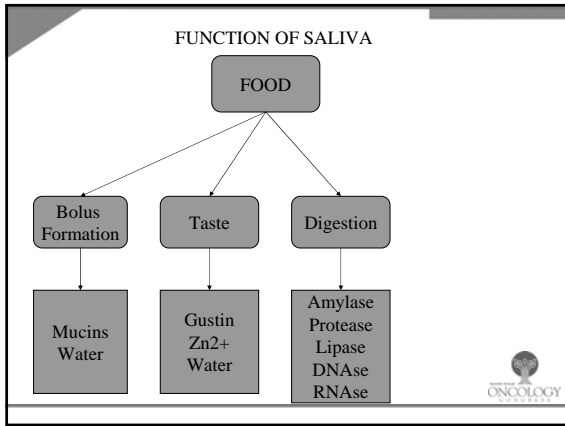 FUNCTION OF SALIVA
FOOD
Bolus
Formation
Taste
Digestion
Mucins
Water
Gustin
Zn2+
Water
Amylase
Protease
Lipase
DNAse
RNAse
ONCOLOGY
CONGRESS